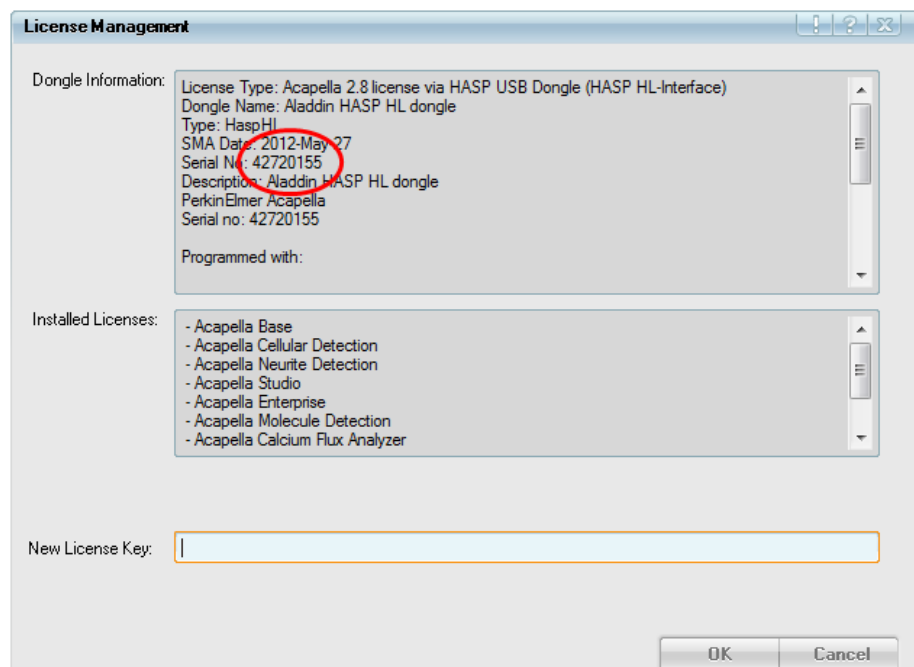 License Management
Dongle Information:
License Type: Acapella 2.8 license via HASP USB Dongle (HASP HL-Interface)
Dongle Name: Aladdin HASP HL dongle
Type: HaspHL
SMA Date: 2012-May-27
Serial No: 42720155
Description: Aladdin HASP HL dongle
PerkinElmer Acapella
Serial no: 42720155
Programmed with:
Installed Licenses:
- Acapella Base
- Acapella Cellular Detection
- Acapella Neurite Detection
- Acapella Studio
- Acapella Enterprise
- Acapella Molecule Detection
- Acapella Calcium Flux Analyzer
New License Key:
OK Cancel